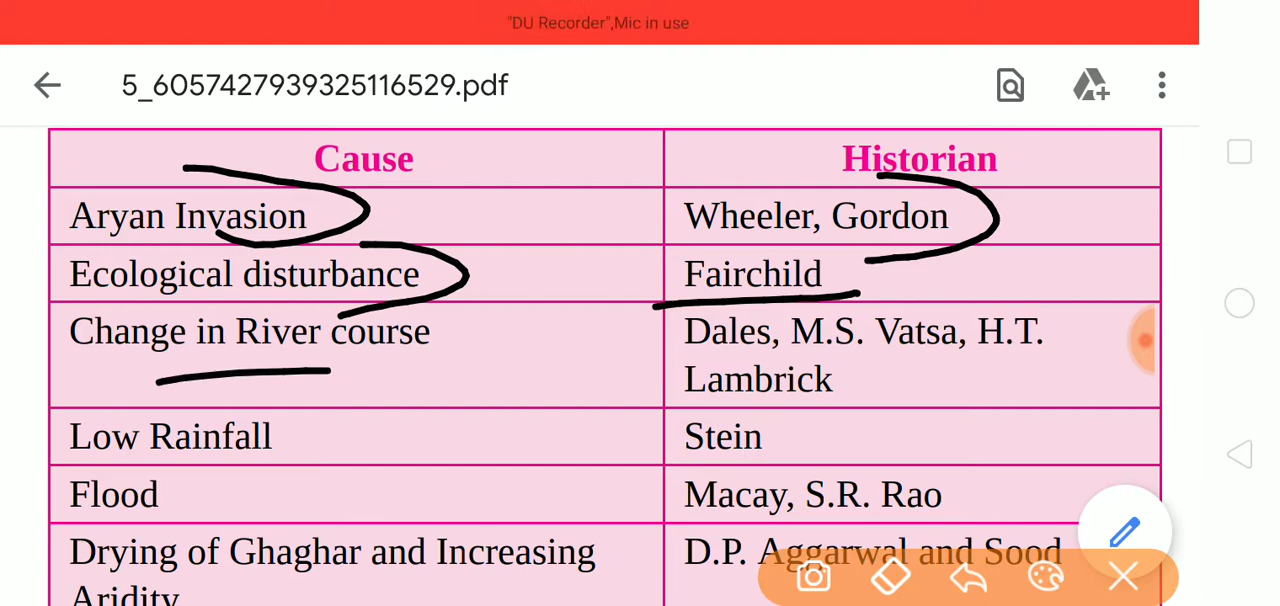 "DU Recorder",Mic in use
5_6057427939325116529.pdf
Cause Historian
Aryan Invasion Wheeler, Gordon
Ecological disturbance Fairchild
Change in River course Dales, M.S. Vatsa, H.T.
Lambrick
Low Rainfall Stein
Flood Macay, S.R. Rao
Drying of Ghaghar and Increasing D.P. Aggarwal and Sood
Aridity